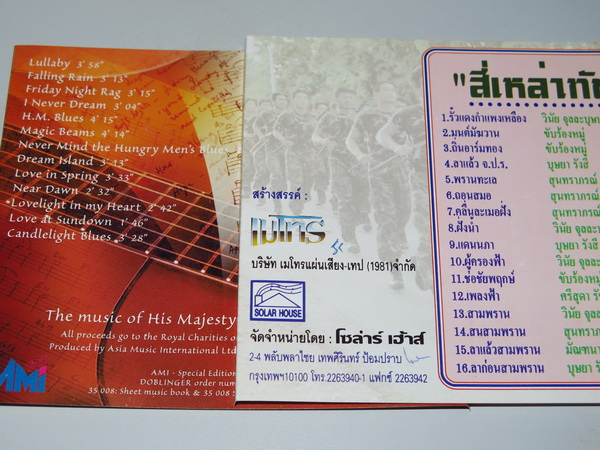 Lullaby 3' 58"
Falling Rain 3' 13"
Friday Night Rag 3' 15"
I Never Dream 3' 04"
H.M. Blues 4' 15"
Magic Beams 4' 14"
Never Mind the Hungry Men's Blues
Dream Island 3' 13"
Love in Spring 3' 33"
Near Dawn 2' 32"
Lovelight in my Heart 2' 42"
Love at Sundown 1' 46"
Candlelight Blues 3' 28"
The music of His Majesty
All proceeds go to the Royal Charities
Produced by Asia Music International Ltd
AMI - Special Edition
DOBLINGER order num
35 008: Sheet music book & 35 008
AMI
สร้างสรรค์ :
เมโทร
บริษัท เมโทรแผ่นเสียง-เทป (1981)จำกัด
SOLAR HOUSE
จัดจำหน่ายโดย : โซล่าร์ เฮ้าส์
2-4 พลับพลาไชย เทพศิรินทร์ ป้อมปราบ
กรุงเทพฯ10100 โทร.2263940-1 แฟกซ์ 2263942
"สี่เหล่าทัพ
1.รั้วแดงกำแพงเหลือง วินัย จุลละบุษ
2.มนต์มัฆวาน ขับร้องหมู่
3.ถิ่นอาร์มทอง ขับร้องหมู่
4.ลาแล้ว จ.ป.ร. บุษยา รังสี
5.พรานทะเล สุนทราภรณ์
6.ถอนสมอ สุนทราภรณ์
7.คลื่นละเมอฝั่ง วินัย จุลละ
8.ฝั่งน้ำ วินัย จุลละ
9.แดนนภา บุษยา รังสี
10.ผู้ครองฟ้า วินัย จุล
11.ช่อชัยพฤกษ์ ขับร้องหมู่
12.เพลงฟ้า ศรีสุดา รั
13.สามพราน วินัย จุล
14.สนสามพราน สุนทราภ
15.ลาแล้วสามพราน มัณฑนา
16.ลาก่อนสามพราน บุษยา รั